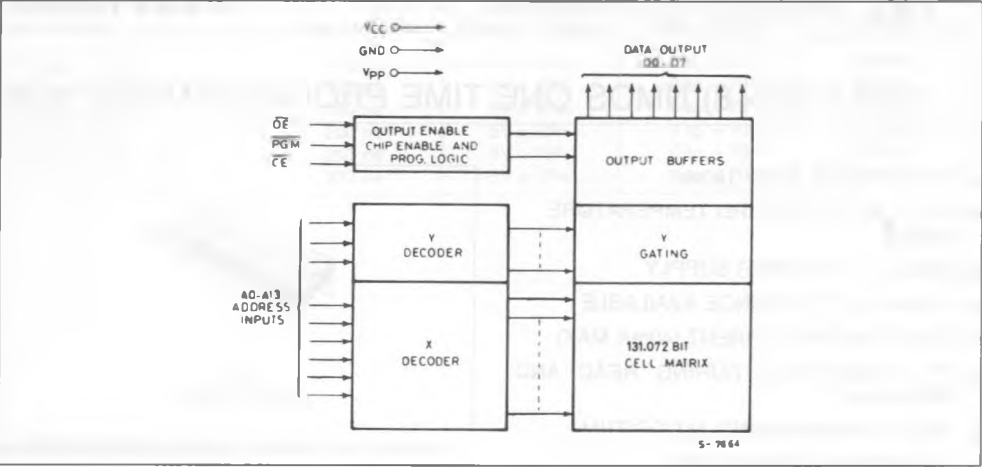 VCC
GND
VPP
DATA OUTPUT
O0-O7
OE
PGM
CE
OUTPUT ENABLE
CHIP ENABLE AND
PROG. LOGIC
OUTPUT BUFFERS
Y
DECODER
Y
GATING
A0-A13
ADDRESS
INPUTS
X
DECODER
131.072 BIT
CELL MATRIX
S-7864